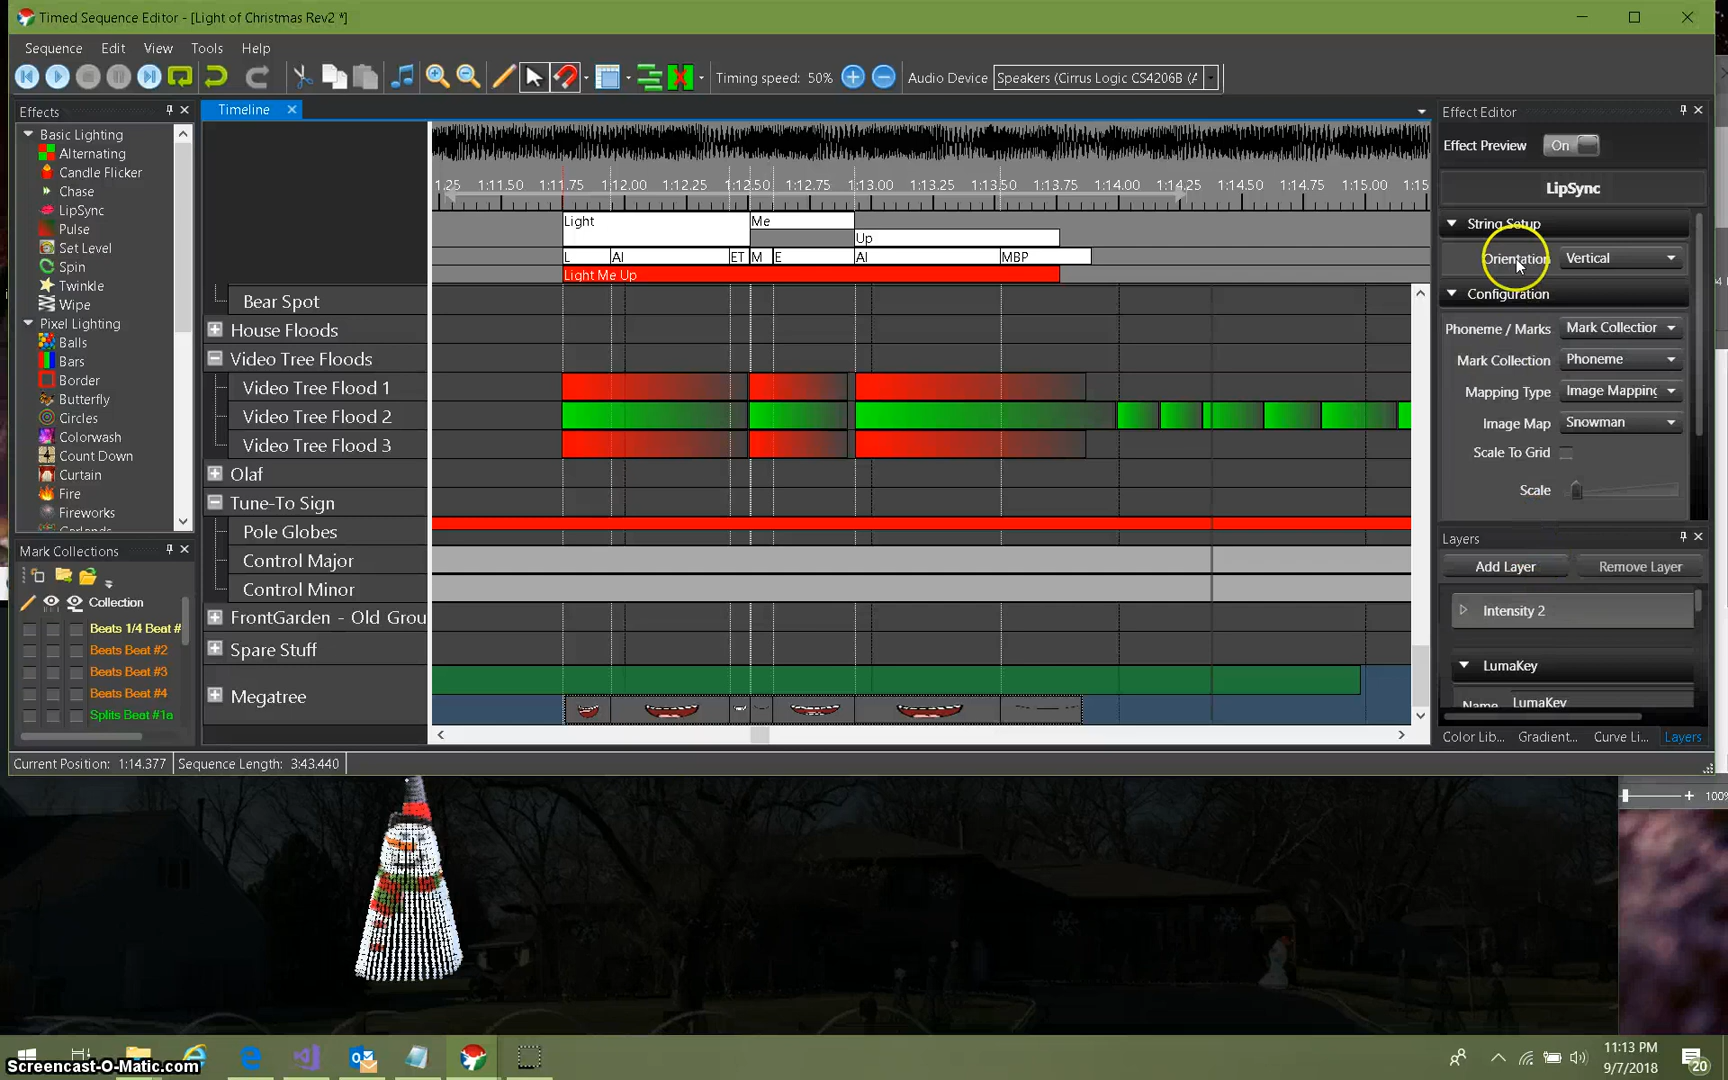 Timed Sequence Editor - [Light of Christmas Rev2 *]
Sequence Edit View Tools Help
Timing speed: 50% Audio Device Speakers (Cirrus Logic CS4206B (A
Effects
Basic Lighting
Alternating
Candle Flicker
Chase
LipSync
Pulse
Set Level
Spin
Twinkle
Wipe
Pixel Lighting
Balls
Bars
Border
Butterfly
Circles
Colorwash
Count Down
Curtain
Fire
Fireworks
Garlands
Mark Collections
Collection
Beats 1/4 Beat #
Beats Beat #2
Beats Beat #3
Beats Beat #4
Splits Beat #1a
Timeline
1.25 1:11.50 1:11.75 1:12.00 1:12.25 1:12.50 1:12.75 1:13.00 1:13.25 1:13.50 1:13.75 1:14.00 1:14.25 1:14.50 1:14.75 1:15.00 1:15
Light Me
Up
L AI ET M E AI MBP
Light Me Up
Bear Spot
House Floods
Video Tree Floods
Video Tree Flood 1
Video Tree Flood 2
Video Tree Flood 3
Olaf
Tune-To Sign
Pole Globes
Control Major
Control Minor
FrontGarden - Old Grou
Spare Stuff
Megatree
Effect Editor
Effect Preview On
LipSync
String Setup
Orientation Vertical
Configuration
Phoneme / Marks Mark Collection
Mark Collection Phoneme
Mapping Type Image Mapping
Image Map Snowman
Scale To Grid
Scale
Layers
Add Layer Remove Layer
Intensity 2
LumaKey
Name LumaKey
Color Lib... Gradient... Curve Li... Layers
Current Position: 1:14.377 Sequence Length: 3:43.440
100%
Screencast-O-Matic.com
11:13 PM
9/7/2018
20